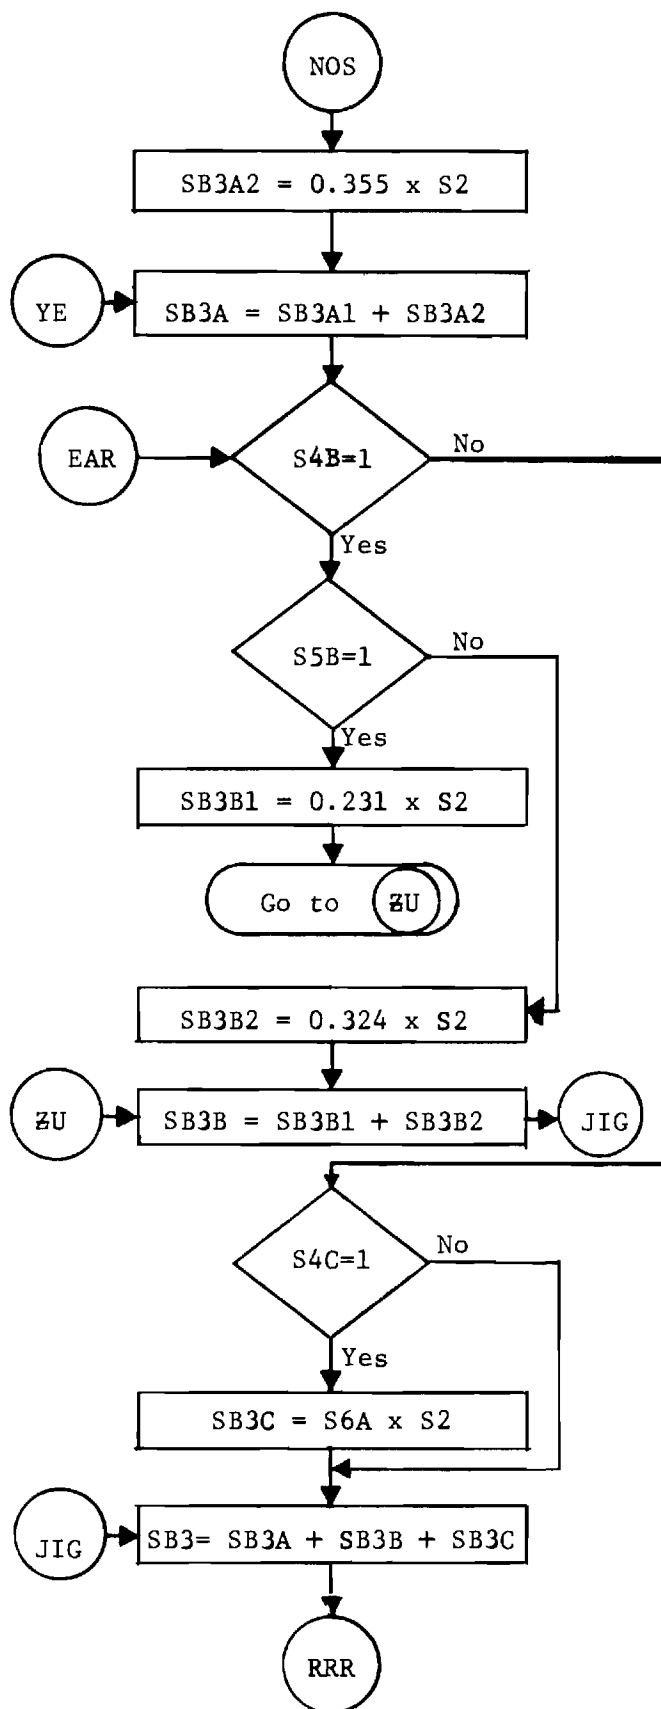 NOS
SB3A2 = 0.355 x S2
YE
SB3A = SB3A1 + SB3A2
EAR
S4B=1
No
Yes
S5B=1
No
Yes
SB3B1 = 0.231 x S2
Go to ƵU
SB3B2 = 0.324 x S2
ƵU
SB3B = SB3B1 + SB3B2
JIG
S4C=1
No
Yes
SB3C = S6A x S2
JIG
SB3= SB3A + SB3B + SB3C
RRR